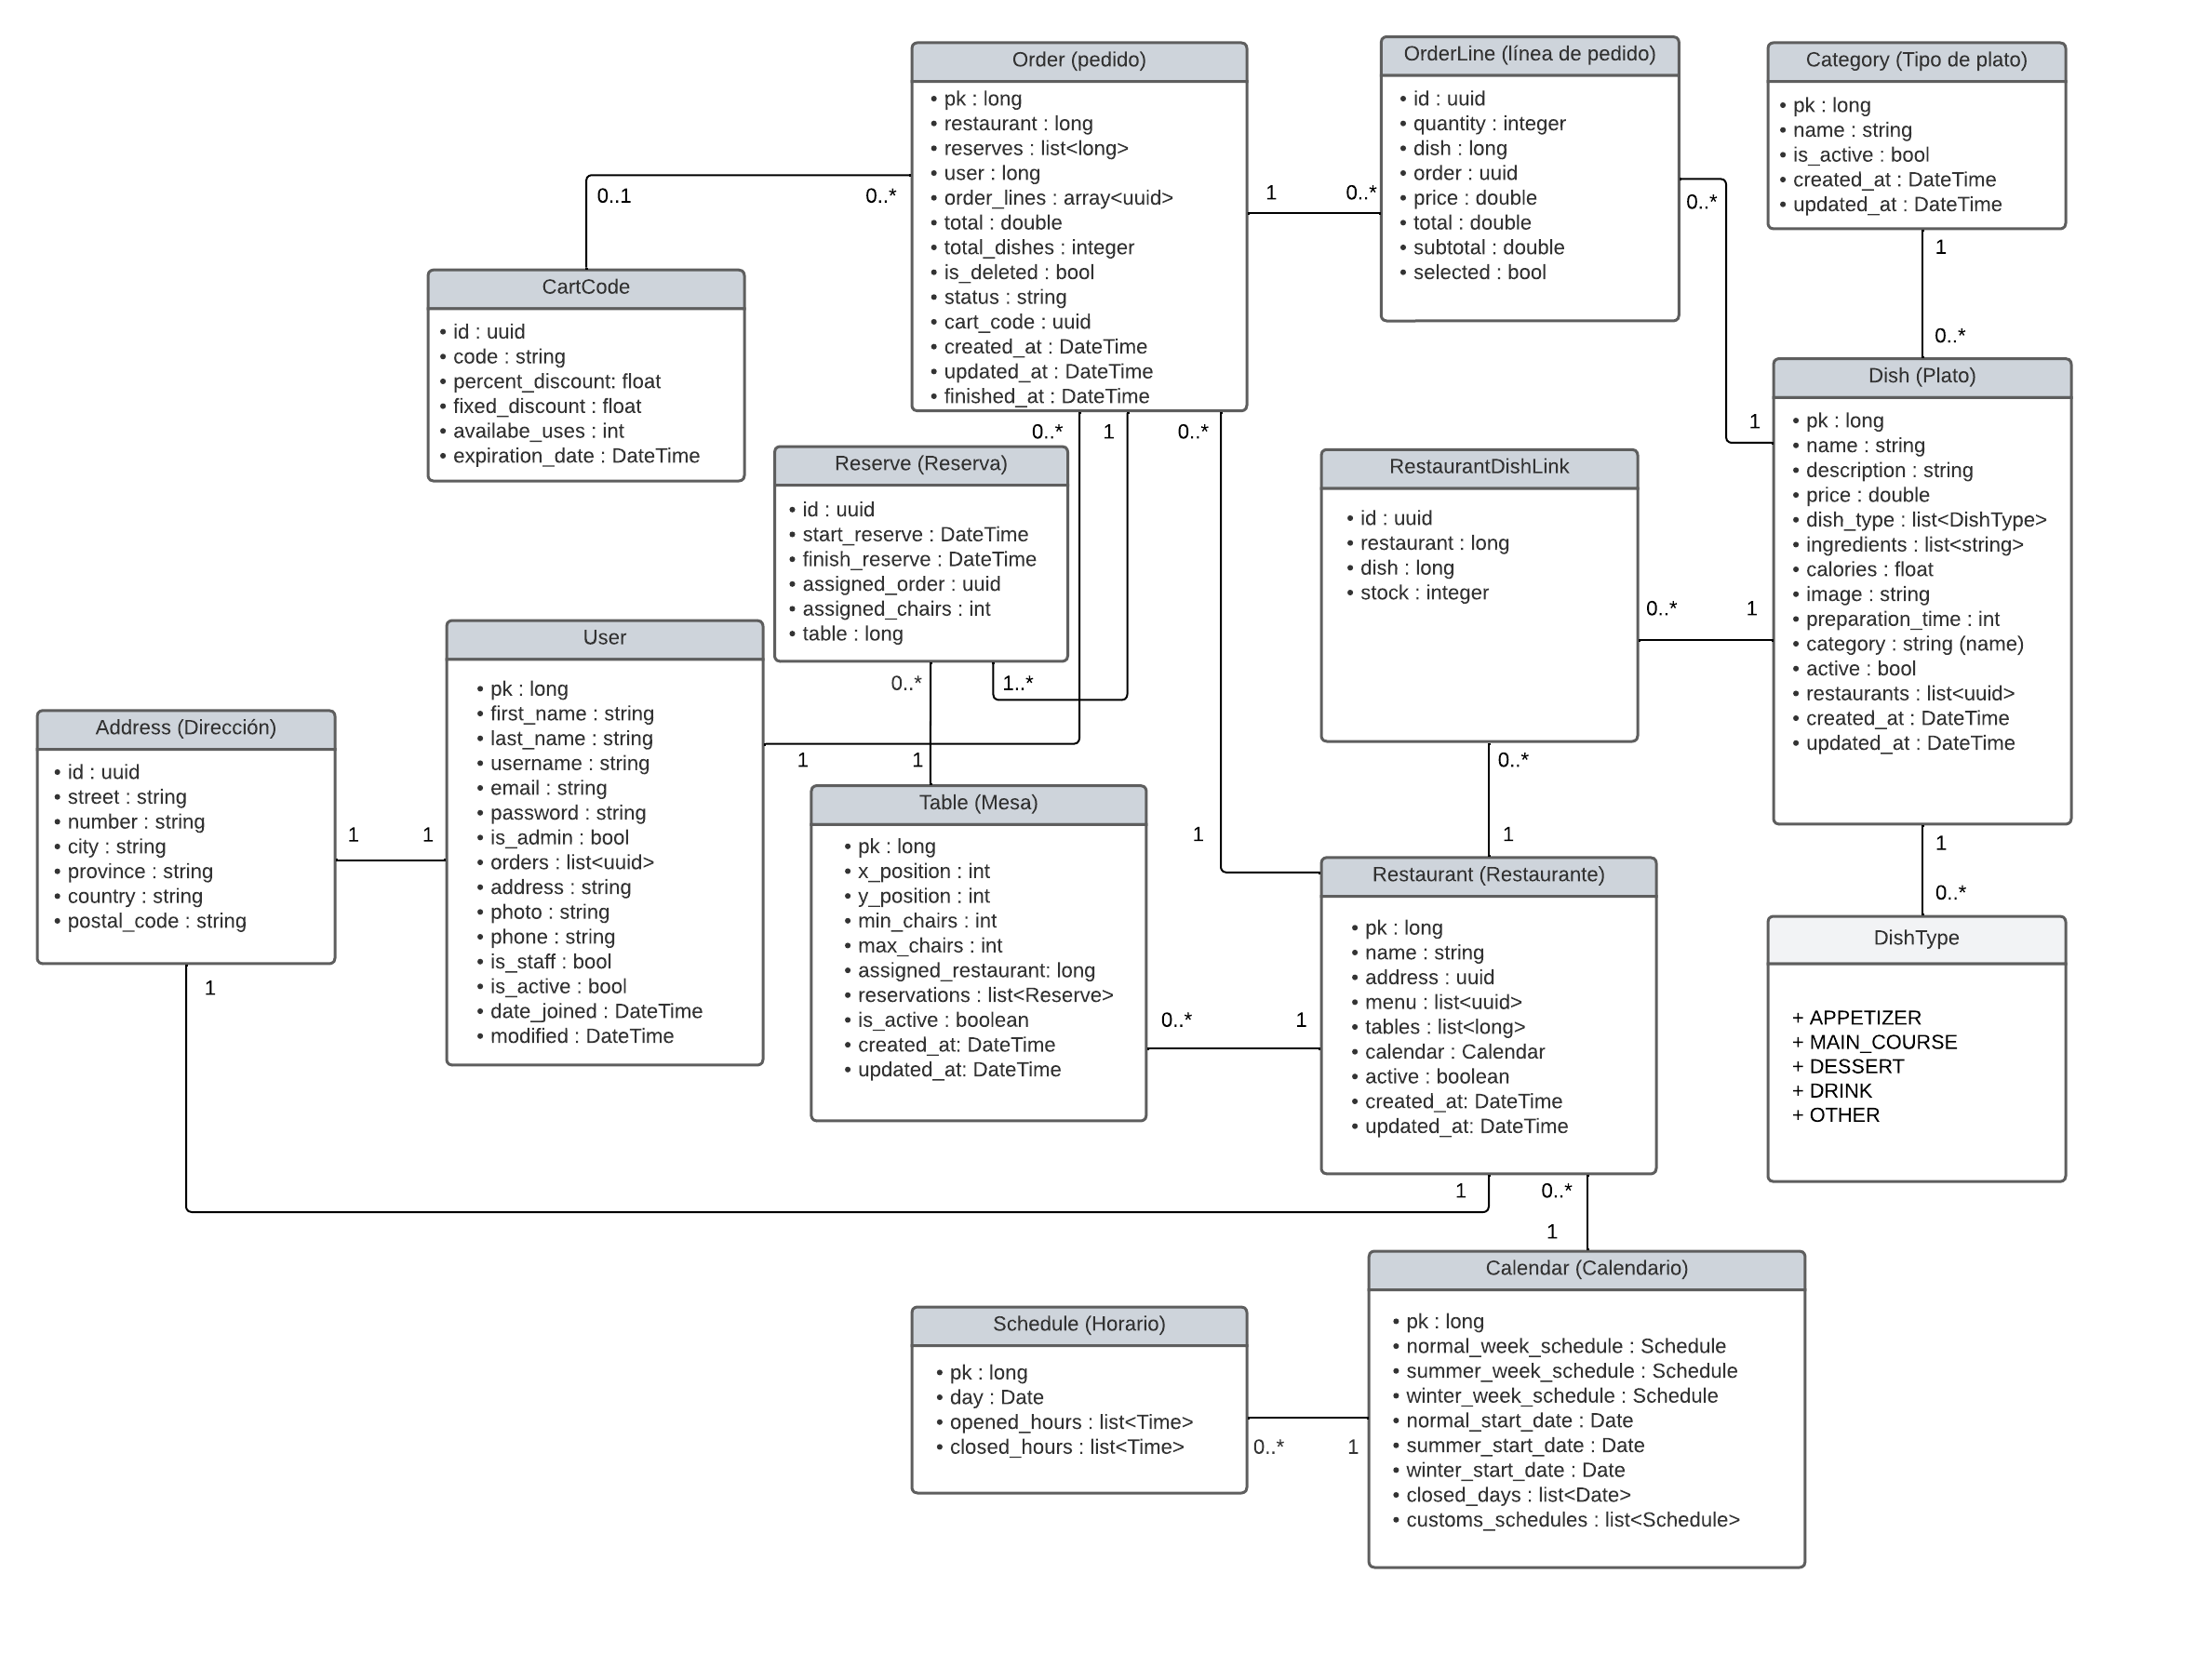 Order (pedido)
• pk : long
• restaurant : long
• reserves : list<long>
• user : long
• order_lines : array<uuid>
• total : double
• total_dishes : integer
• is_deleted : bool
• status : string
• cart_code : uuid
• created_at : DateTime
• updated_at : DateTime
• finished_at : DateTime
OrderLine (línea de pedido)
• id : uuid
• quantity : integer
• dish : long
• order : uuid
• price : double
• total : double
• subtotal : double
• selected : bool
Category (Tipo de plato)
• pk : long
• name : string
• is_active : bool
• created_at : DateTime
• updated_at : DateTime
0..1
0..*
1
0..*
0..*
1
0..*
1
CartCode
• id : uuid
• code : string
• percent_discount: float
• fixed_discount : float
• availabe_uses : int
• expiration_date : DateTime
0..*
1
0..*
Reserve (Reserva)
• id : uuid
• start_reserve : DateTime
• finish_reserve : DateTime
• assigned_order : uuid
• assigned_chairs : int
• table : long
RestaurantDishLink
• id : uuid
• restaurant : long
• dish : long
• stock : integer
0..*
1
Dish (Plato)
• pk : long
• name : string
• description : string
• price : double
• dish_type : list<DishType>
• ingredients : list<string>
• calories : float
• image : string
• preparation_time : int
• category : string (name)
• active : bool
• restaurants : list<uuid>
• created_at : DateTime
• updated_at : DateTime
User
• pk : long
• first_name : string
• last_name : string
• username : string
• email : string
• password : string
• is_admin : bool
• orders : list<uuid>
• address : string
• photo : string
• phone : string
• is_staff : bool
• is_active : bool
• date_joined : DateTime
• modified : DateTime
0..*
1..*
1
1
Address (Dirección)
• id : uuid
• street : string
• number : string
• city : string
• province : string
• country : string
• postal_code : string
1
1
1
Table (Mesa)
• pk : long
• x_position : int
• y_position : int
• min_chairs : int
• max_chairs : int
• assigned_restaurant: long
• reservations : list<Reserve>
• is_active : boolean
• created_at: DateTime
• updated_at: DateTime
0..*
1
1
0..*
1
Restaurant (Restaurante)
• pk : long
• name : string
• address : uuid
• menu : list<uuid>
• tables : list<long>
• calendar : Calendar
• active : boolean
• created_at: DateTime
• updated_at: DateTime
1
0..*
DishType
+ APPETIZER
+ MAIN_COURSE
+ DESSERT
+ DRINK
+ OTHER
1
0..*
1
Calendar (Calendario)
• pk : long
• normal_week_schedule : Schedule
• summer_week_schedule : Schedule
• winter_week_schedule : Schedule
• normal_start_date : Date
• summer_start_date : Date
• winter_start_date : Date
• closed_days : list<Date>
• customs_schedules : list<Schedule>
Schedule (Horario)
• pk : long
• day : Date
• opened_hours : list<Time>
• closed_hours : list<Time>
0..*
1